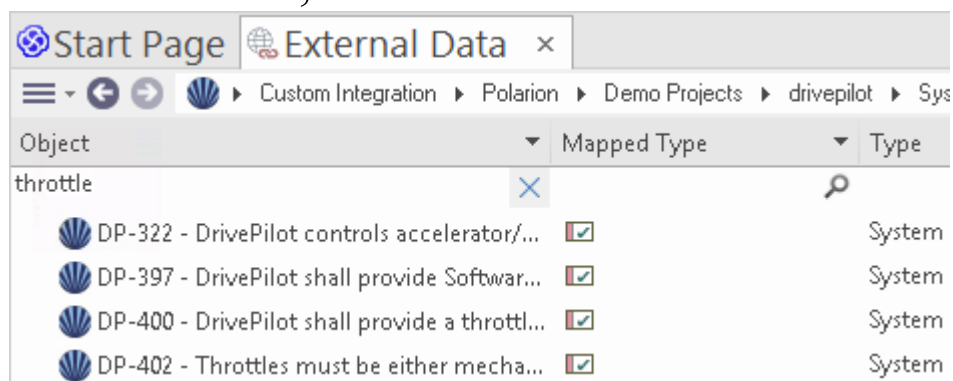 Start Page External Data ×
Custom Integration Polarion Demo Projects drivepilot Sys
Object Mapped Type Type
throttle
DP-322 - DrivePilot controls accelerator/... System
DP-397 - DrivePilot shall provide Softwar... System
DP-400 - DrivePilot shall provide a throttl... System
DP-402 - Throttles must be either mecha... System